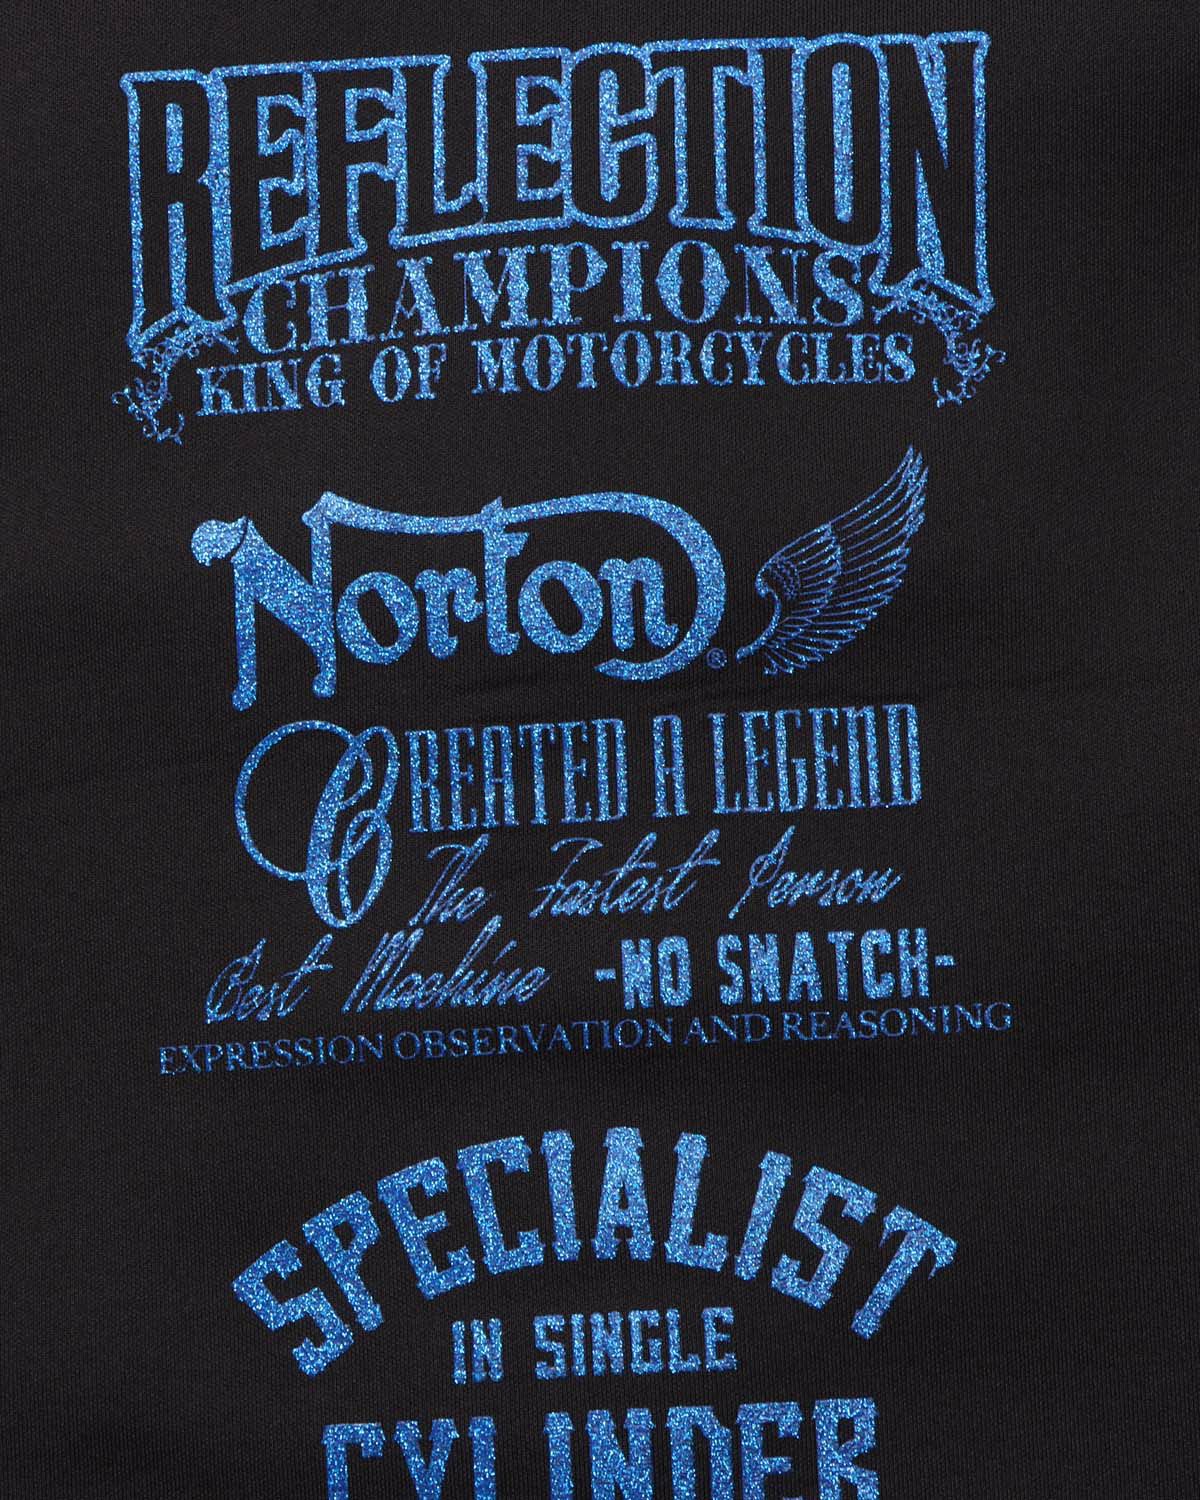 REFLECTION
CHAMPIONS
KING OF MOTORCYCLES
Norton®
CREATED A LEGEND
The Fastest Person
Best Machine -NO SNATCH-
EXPRESSION OBSERVATION AND REASONING
SPECIALIST
IN SINGLE
CYLINDER